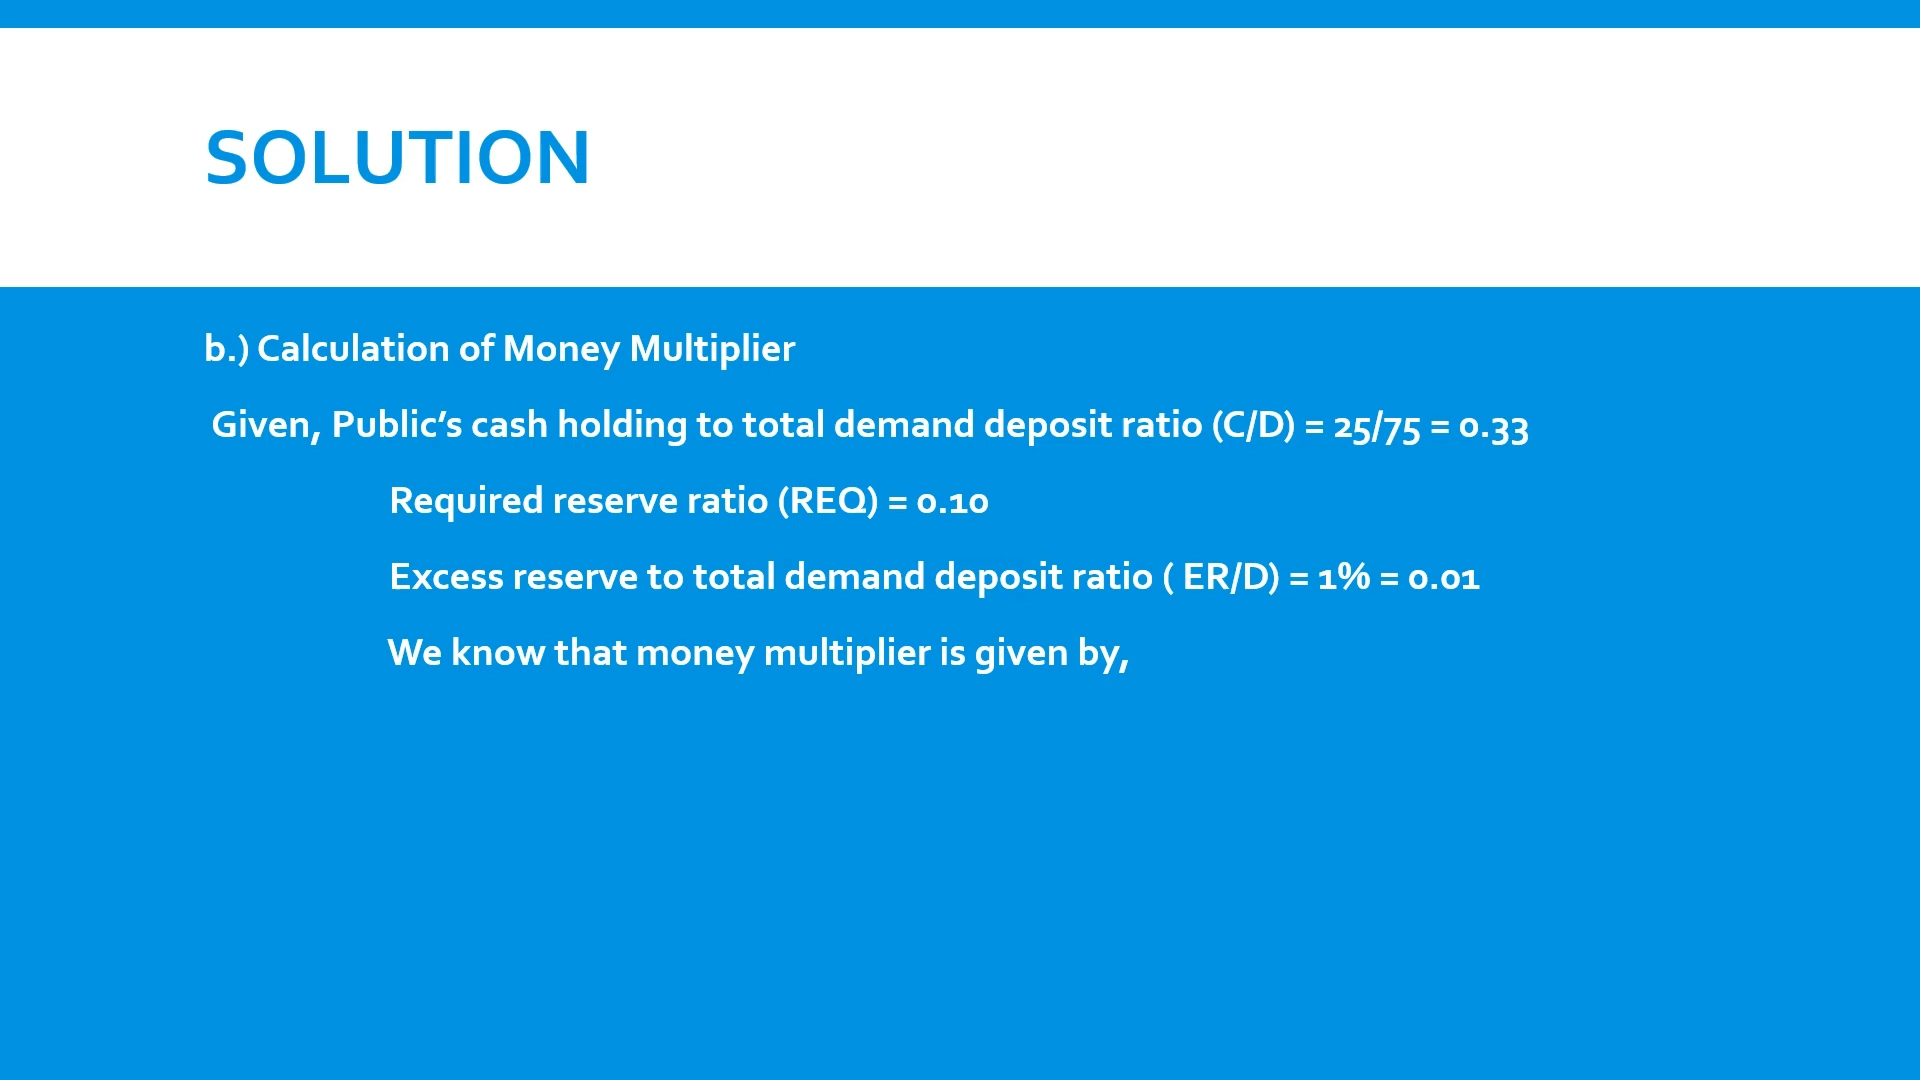 SOLUTION
b.) Calculation of Money Multiplier
Given, Public’s cash holding to total demand deposit ratio (C/D) = 25/75 = 0.33
Required reserve ratio (REQ) = 0.10
Excess reserve to total demand deposit ratio ( ER/D) = 1% = 0.01
We know that money multiplier is given by,